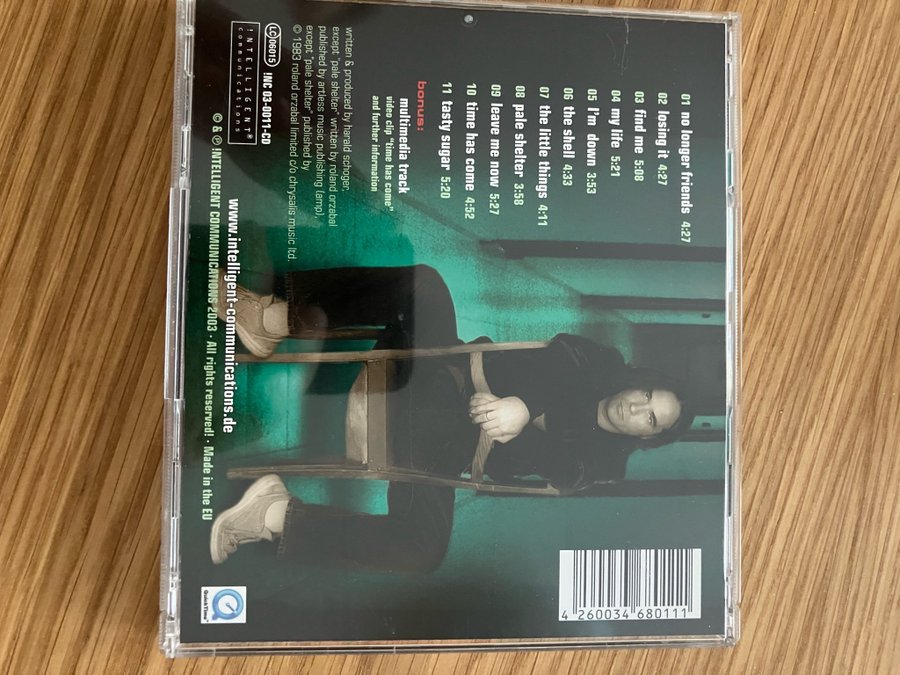 01 no longer friends 4:27
02 losing it 4:27
03 find me 5:08
04 my life 5:21
05 I'm down 3:53
06 the shell 4:33
07 the little things 4:11
08 pale shelter 3:58
09 leave me now 5:27
10 time has come 4:52
11 tasty sugar 5:20
bonus:
multimedia track
video clip "time has come"
and further information
written & produced by harald schoger,
except "pale shelter" written by roland orzabal
published by artless music publishing (amp),
except "pale shelter" published by
© 1983 roland orzabal limited c/o chrysalis music ltd.
LC 06015
!NTELLIGENT®
communications
!NC 03-0011-CD
www.intelligent-communications.de
© & ℗ !NTELLIGENT COMMUNICATIONS 2003 · All rights reserved! · Made in the EU
4 260034 680111
QuickTime™